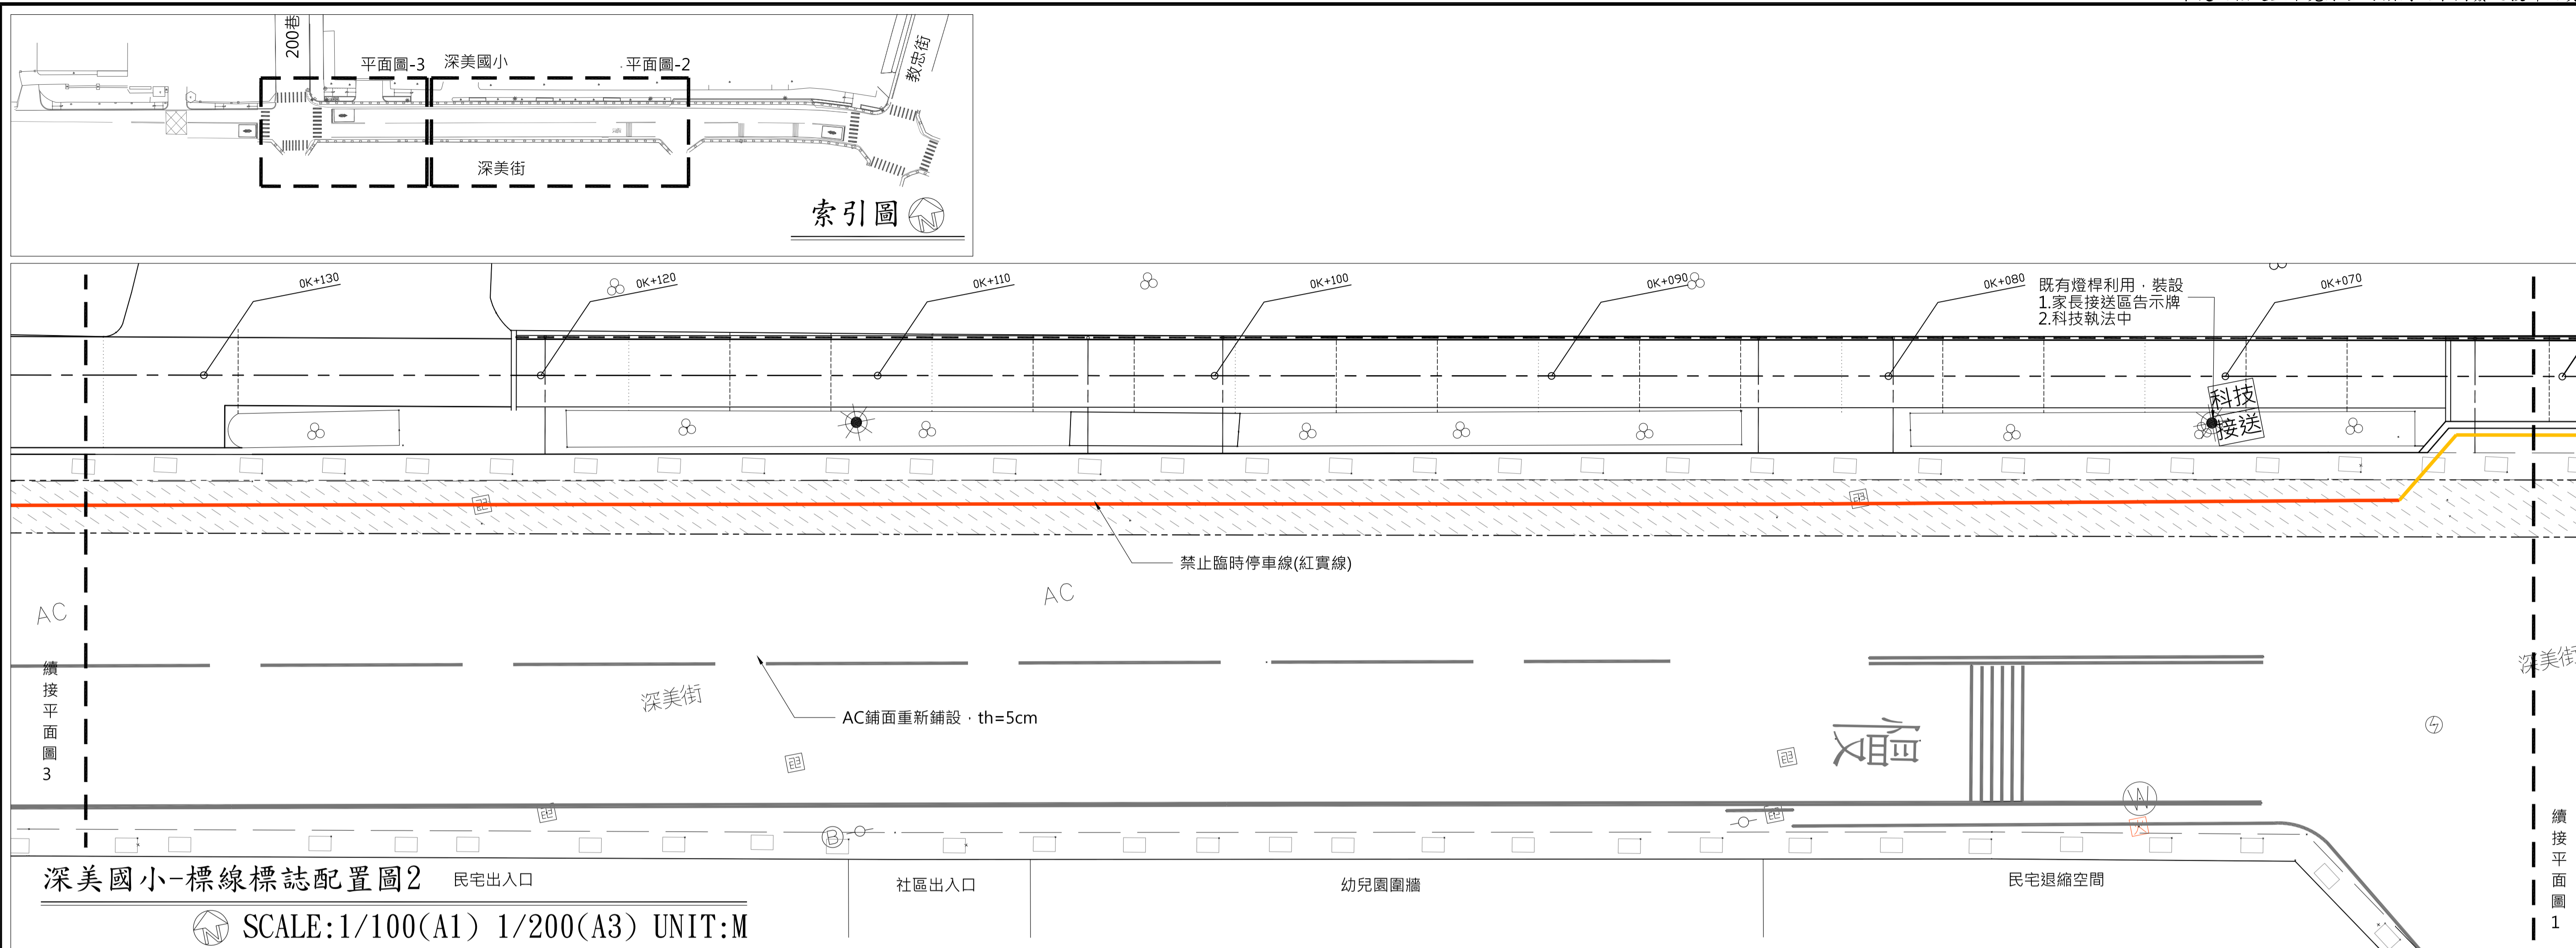 200巷
平面圖-3
深美國小
平面圖-2
教忠街
深美街
索引圖
N
0K+130
0K+120
0K+110
0K+100
0K+090
0K+080
0K+070
既有燈桿利用，裝設
1.家長接送區告示牌
2.科技執法中
科技
接送
禁止臨時停車線(紅實線)
AC
AC
續接平面圖3
深美街
深美街
AC鋪面重新鋪設，th=5cm
慢
W
B
續接平面圖1
深美國小-標線標誌配置圖2
民宅出入口
社區出入口
幼兒園圍牆
民宅退縮空間
N
SCALE:1/100(A1) 1/200(A3) UNIT:M